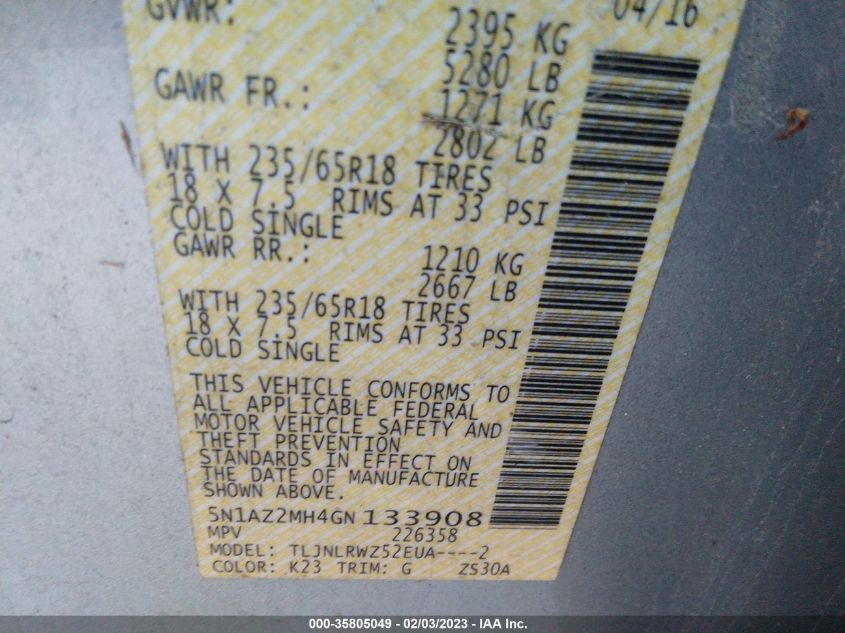 GVWR: 04/16
2395 KG
5280 LB
GAWR FR.: 1271 KG
2802 LB
WITH 235/65R18 TIRES
18 X 7.5 RIMS AT 33 PSI
COLD SINGLE
GAWR RR.: 1210 KG
2667 LB
WITH 235/65R18 TIRES
18 X 7.5 RIMS AT 33 PSI
COLD SINGLE
THIS VEHICLE CONFORMS TO
ALL APPLICABLE FEDERAL
MOTOR VEHICLE SAFETY AND
THEFT PREVENTION
STANDARDS IN EFFECT ON
THE DATE OF MANUFACTURE
SHOWN ABOVE.
5N1AZ2MH4GN133908
MPV 226358
MODEL: TLJNLRWZ52EUA----2
COLOR: K23 TRIM: G ZS30A
000-35805049 - 02/03/2023 - IAA Inc.